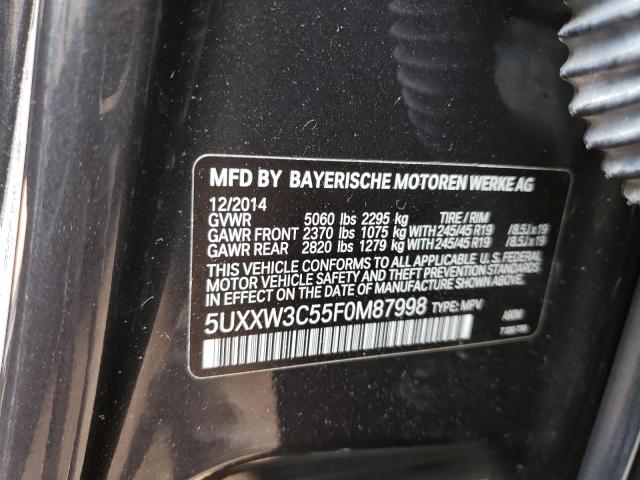 MFD BY BAYERISCHE MOTOREN WERKE AG
12/2014
GVWR 5060 lbs 2295 kg TIRE / RIM
GAWR FRONT 2370 lbs 1075 kg WITH 245/45 R19 /8.5J x 19
GAWR REAR 2820 lbs 1279 kg WITH 245/45 R19 /8.5J x 19
THIS VEHICLE CONFORMS TO ALL APPLICABLE U.S. FEDERAL
MOTOR VEHICLE SAFETY AND THEFT PREVENTION STANDARDS
IN EFFECT ON THE DATE OF MANUFACTURE SHOWN ABOVE.
5UXXW3C55F0M87998 TYPE: MPV